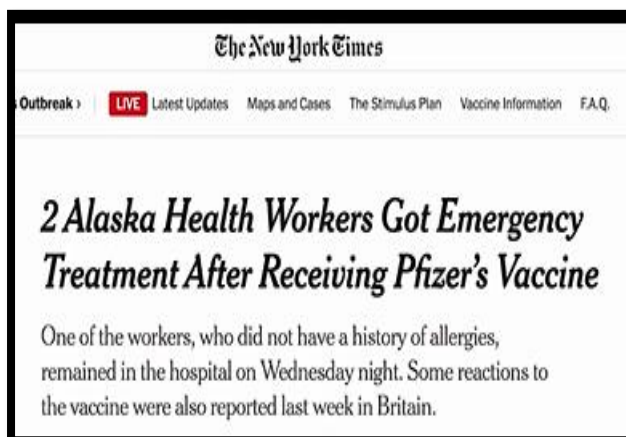 The New York Times
s Outbreak › LIVE Latest Updates Maps and Cases The Stimulus Plan Vaccine Information F.A.Q.
2 Alaska Health Workers Got Emergency
Treatment After Receiving Pfizer's Vaccine
One of the workers, who did not have a history of allergies,
remained in the hospital on Wednesday night. Some reactions to
the vaccine were also reported last week in Britain.